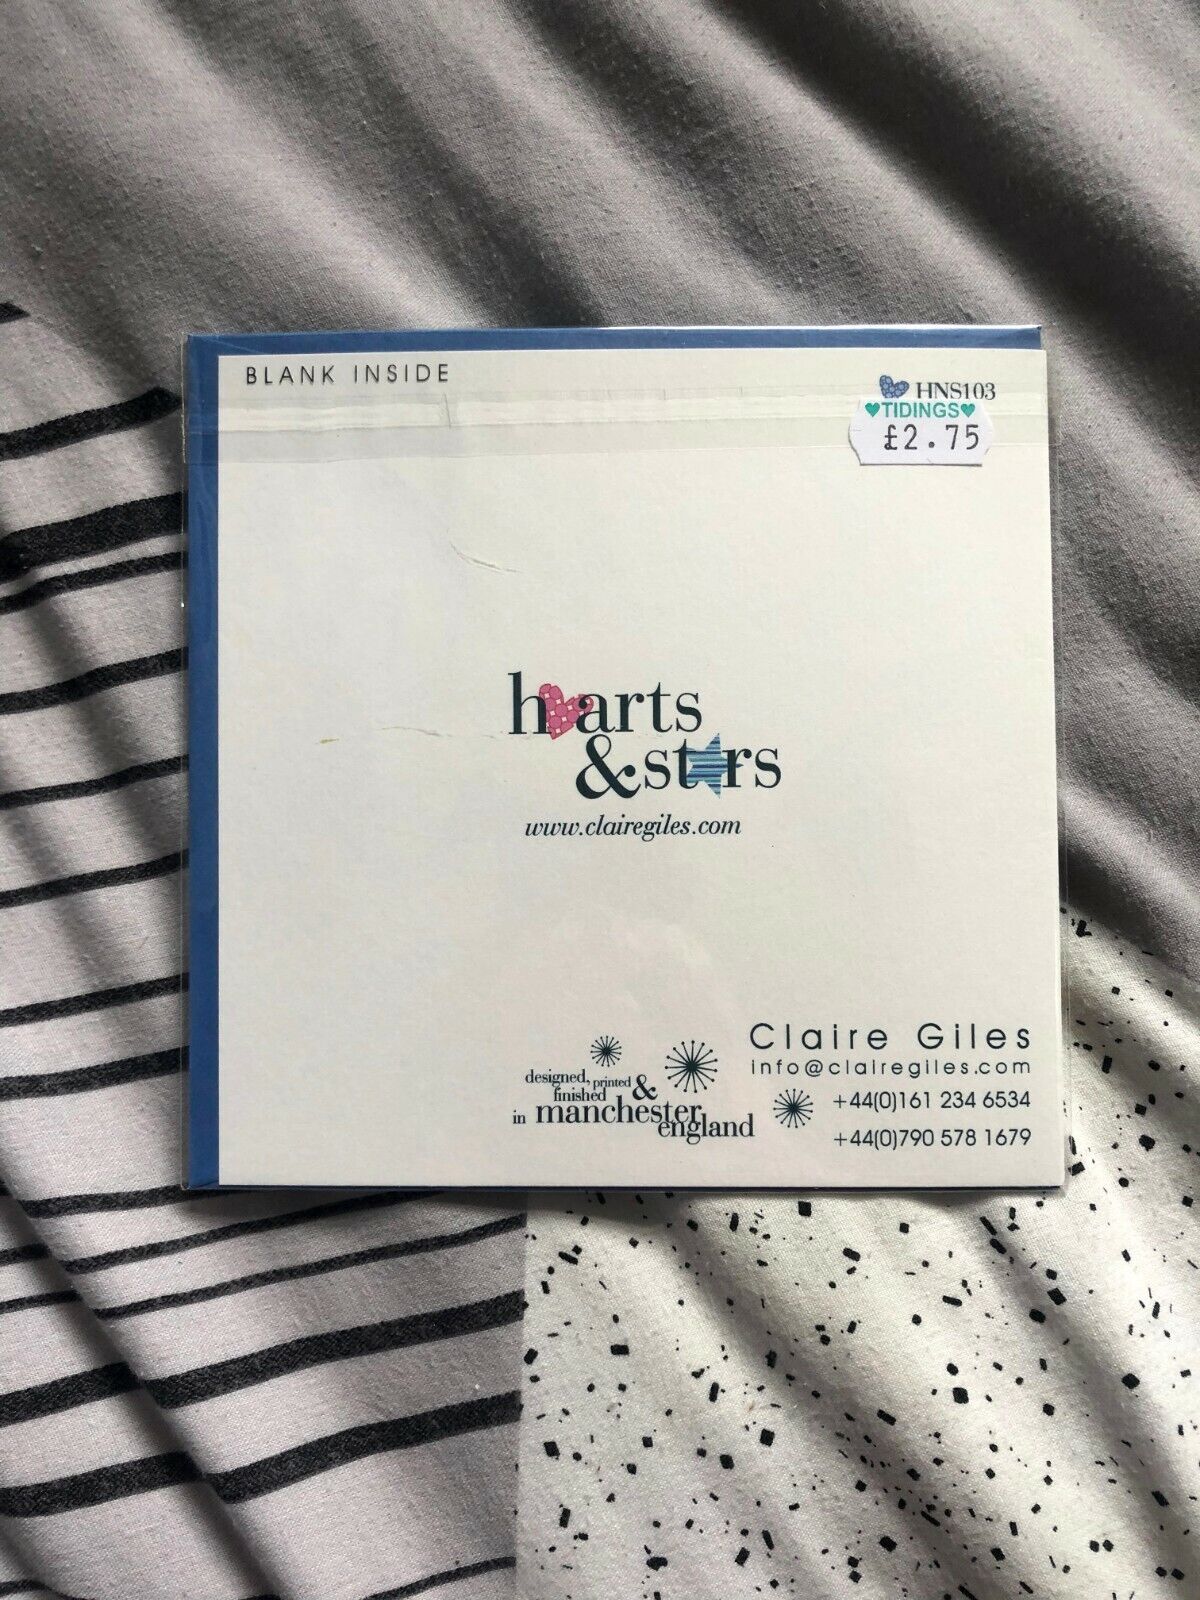 BLANK INSIDE
HNS103
♥TIDINGS♥
£2.75
hearts
&stars
www.clairegiles.com
Claire Giles
info@clairegiles.com
+44(0)161 234 6534
+44(0)790 578 1679
designed, printed &
finished
in manchester
england